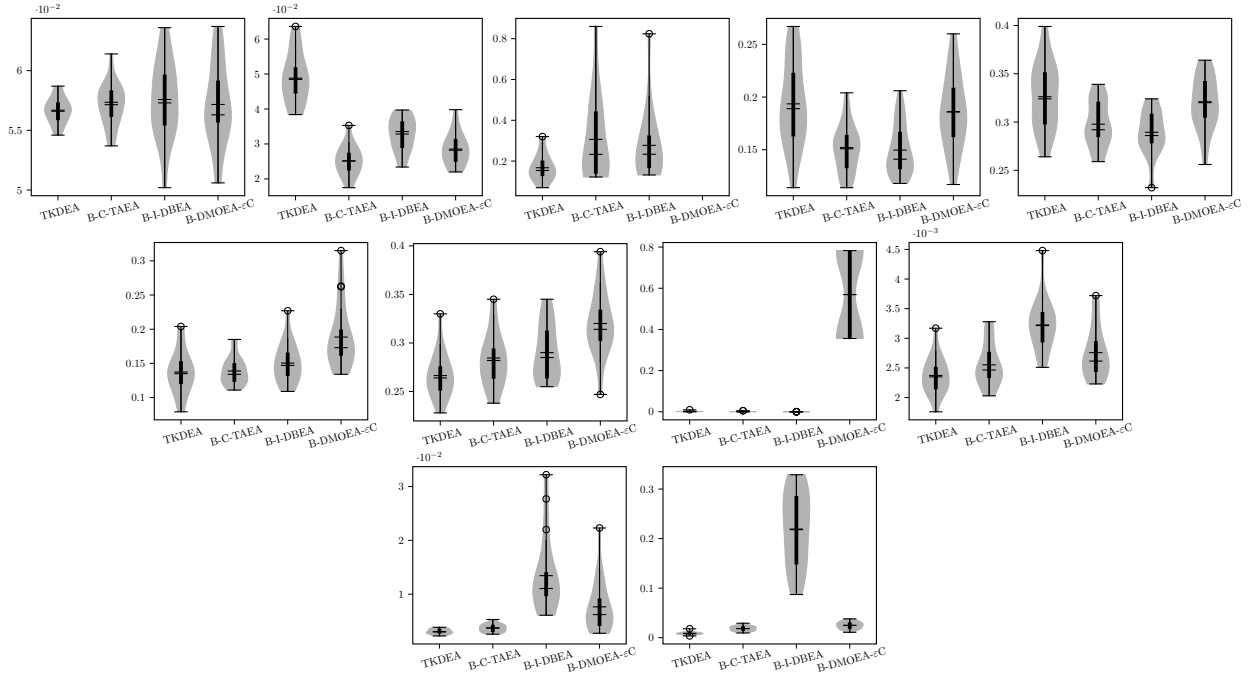 ·10⁻²
6
5.5
5
TKDEA
B-C-TAEA
B-I-DBEA
B-DMOEA-εC
·10⁻²
6
5
4
3
2
TKDEA
B-C-TAEA
B-I-DBEA
B-DMOEA-εC
0.8
0.6
0.4
0.2
TKDEA
B-C-TAEA
B-I-DBEA
B-DMOEA-εC
0.25
0.2
0.15
TKDEA
B-C-TAEA
B-I-DBEA
B-DMOEA-εC
0.4
0.35
0.3
0.25
TKDEA
B-C-TAEA
B-I-DBEA
B-DMOEA-εC
0.3
0.25
0.2
0.15
0.1
TKDEA
B-C-TAEA
B-I-DBEA
B-DMOEA-εC
0.4
0.35
0.3
0.25
TKDEA
B-C-TAEA
B-I-DBEA
B-DMOEA-εC
0.8
0.6
0.4
0.2
0
TKDEA
B-C-TAEA
B-I-DBEA
B-DMOEA-εC
·10⁻³
4.5
4
3.5
3
2.5
2
TKDEA
B-C-TAEA
B-I-DBEA
B-DMOEA-εC
·10⁻²
3
2
1
TKDEA
B-C-TAEA
B-I-DBEA
B-DMOEA-εC
0.3
0.2
0.1
0
TKDEA
B-C-TAEA
B-I-DBEA
B-DMOEA-εC